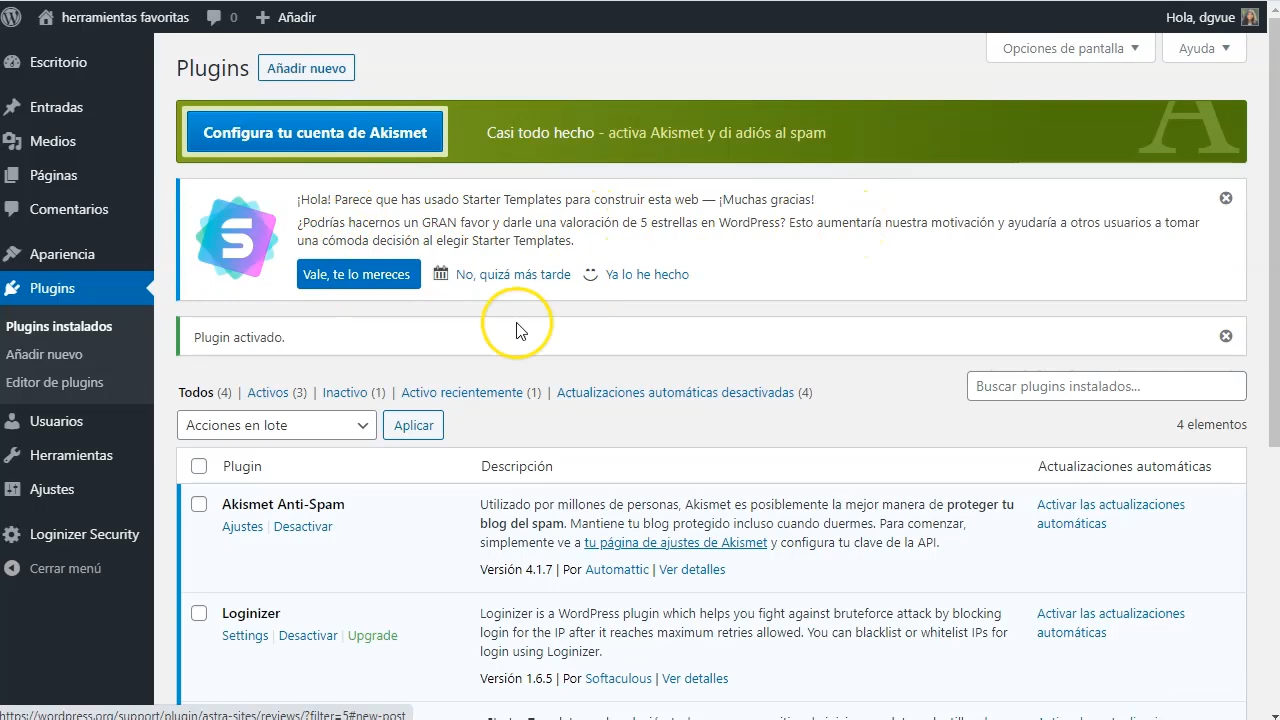 herramientas favoritas 0 Añadir Hola, dgvue
Opciones de pantalla Ayuda
Escritorio
Entradas
Medios
Páginas
Comentarios
Apariencia
Plugins
Plugins instalados
Añadir nuevo
Editor de plugins
Usuarios
Herramientas
Ajustes
Loginizer Security
Cerrar menú
Plugins Añadir nuevo
Configura tu cuenta de Akismet Casi todo hecho - activa Akismet y di adiós al spam
A
S
¡Hola! Parece que has usado Starter Templates para construir esta web — ¡Muchas gracias!
¿Podrías hacernos un GRAN favor y darle una valoración de 5 estrellas en WordPress? Esto aumentaría nuestra motivación y ayudaría a otros usuarios a tomar
una cómoda decisión al elegir Starter Templates.
Vale, te lo mereces No, quizá más tarde Ya lo he hecho
Plugin activado.
Todos (4) | Activos (3) | Inactivo (1) | Activo recientemente (1) | Actualizaciones automáticas desactivadas (4)
Buscar plugins instalados...
Acciones en lote Aplicar 4 elementos
Plugin Descripción Actualizaciones automáticas
Akismet Anti-Spam
Ajustes | Desactivar
Utilizado por millones de personas, Akismet es posiblemente la mejor manera de proteger tu
blog del spam. Mantiene tu blog protegido incluso cuando duermes. Para comenzar,
simplemente ve a tu página de ajustes de Akismet y configura tu clave de la API.
Versión 4.1.7 | Por Automattic | Ver detalles
Activar las actualizaciones
automáticas
Loginizer
Settings | Desactivar | Upgrade
Loginizer is a WordPress plugin which helps you fight against bruteforce attack by blocking
login for the IP after it reaches maximum retries allowed. You can blacklist or whitelist IPs for
login using Loginizer.
Versión 1.6.5 | Por Softaculous | Ver detalles
Activar las actualizaciones
automáticas
https://wordpress.org/support/plugin/astra-sites/reviews/?filter=5#new-post